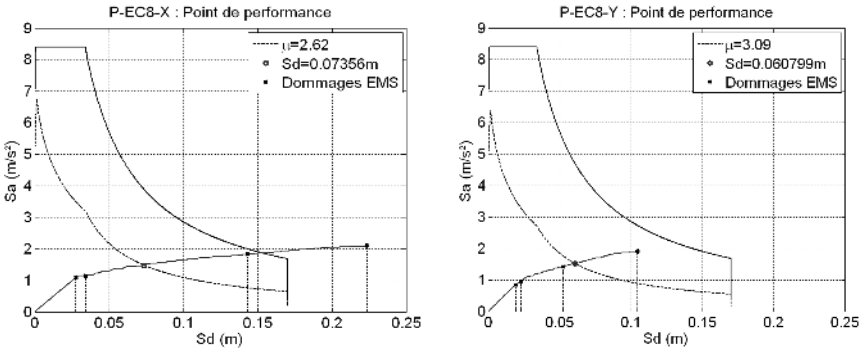 P-EC8-X : Point de performance
μ=2.62
Sd=0.07356m
Dommages EMS
Sa (m/s²)
9
8
7
6
5
4
3
2
1
0
0
0.05
0.1
0.15
0.2
0.25
Sd (m)
P-EC8-Y : Point de performance
μ=3.09
Sd=0.060799m
Dommages EMS
Sa (m/s²)
9
8
7
6
5
4
3
2
1
0
0
0.05
0.1
0.15
0.2
0.25
Sd (m)